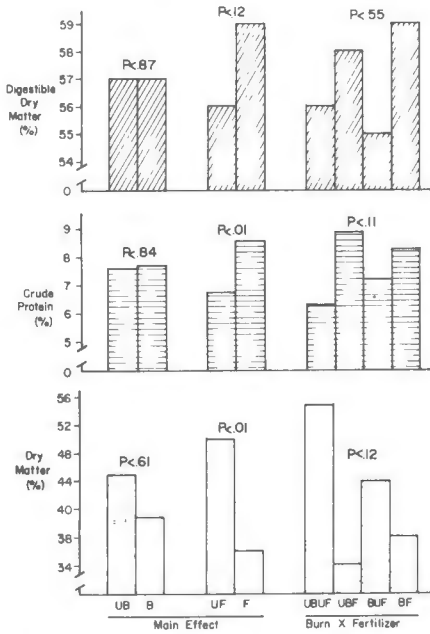 Digestible
Dry
Matter
(%)
59
58
57
56
55
54
0
P<.87
P<.12
P<.55
Crude
Protein
(%)
9
8
7
6
5
0
P<.84
P<.01
P<.11
Dry
Matter
(%)
56
52
48
44
40
38
34
P<.61
P<.01
P<.12
UB B UF F UBUF UBF BUF BF
Main Effect Burn X Fertilizer